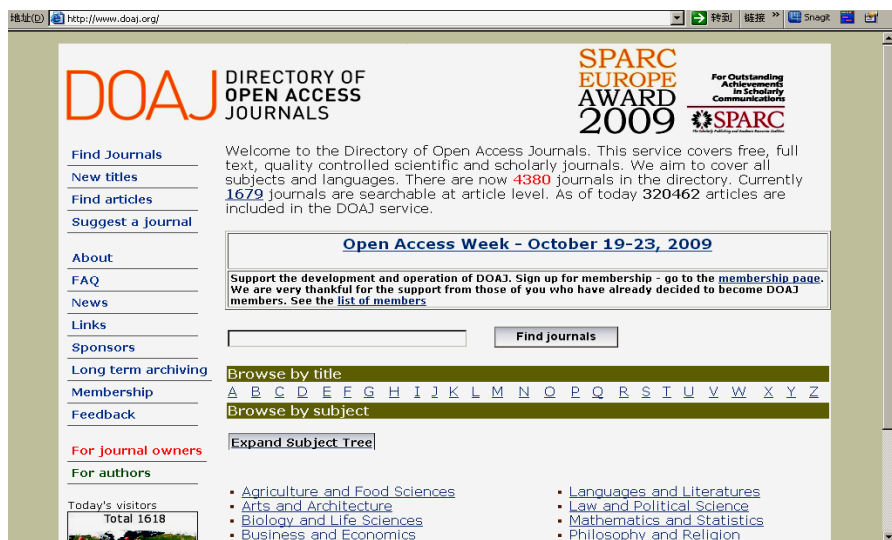 地址(D) http://www.doaj.org/ 转到 链接 » Snagit
DOAJ DIRECTORY OF
OPEN ACCESS
JOURNALS
SPARC
EUROPE
AWARD
2009
For Outstanding
Achievements
in Scholarly
Communications
SPARC
The Scholarly Publishing and Academic Resources Coalition
Find Journals
New titles
Find articles
Suggest a journal
About
FAQ
News
Links
Sponsors
Long term archiving
Membership
Feedback
For journal owners
For authors
Today's visitors
Total 1618
Welcome to the Directory of Open Access Journals. This service covers free, full
text, quality controlled scientific and scholarly journals. We aim to cover all
subjects and languages. There are now 4380 journals in the directory. Currently
1679 journals are searchable at article level. As of today 320462 articles are
included in the DOAJ service.
Open Access Week - October 19-23, 2009
Support the development and operation of DOAJ. Sign up for membership - go to the membership page.
We are very thankful for the support from those of you who have already decided to become DOAJ
members. See the list of members
Find journals
Browse by title
A B C D E F G H I J K L M N O P Q R S T U V W X Y Z
Browse by subject
Expand Subject Tree
Agriculture and Food Sciences
Arts and Architecture
Biology and Life Sciences
Business and Economics
Languages and Literatures
Law and Political Science
Mathematics and Statistics
Philosophy and Religion